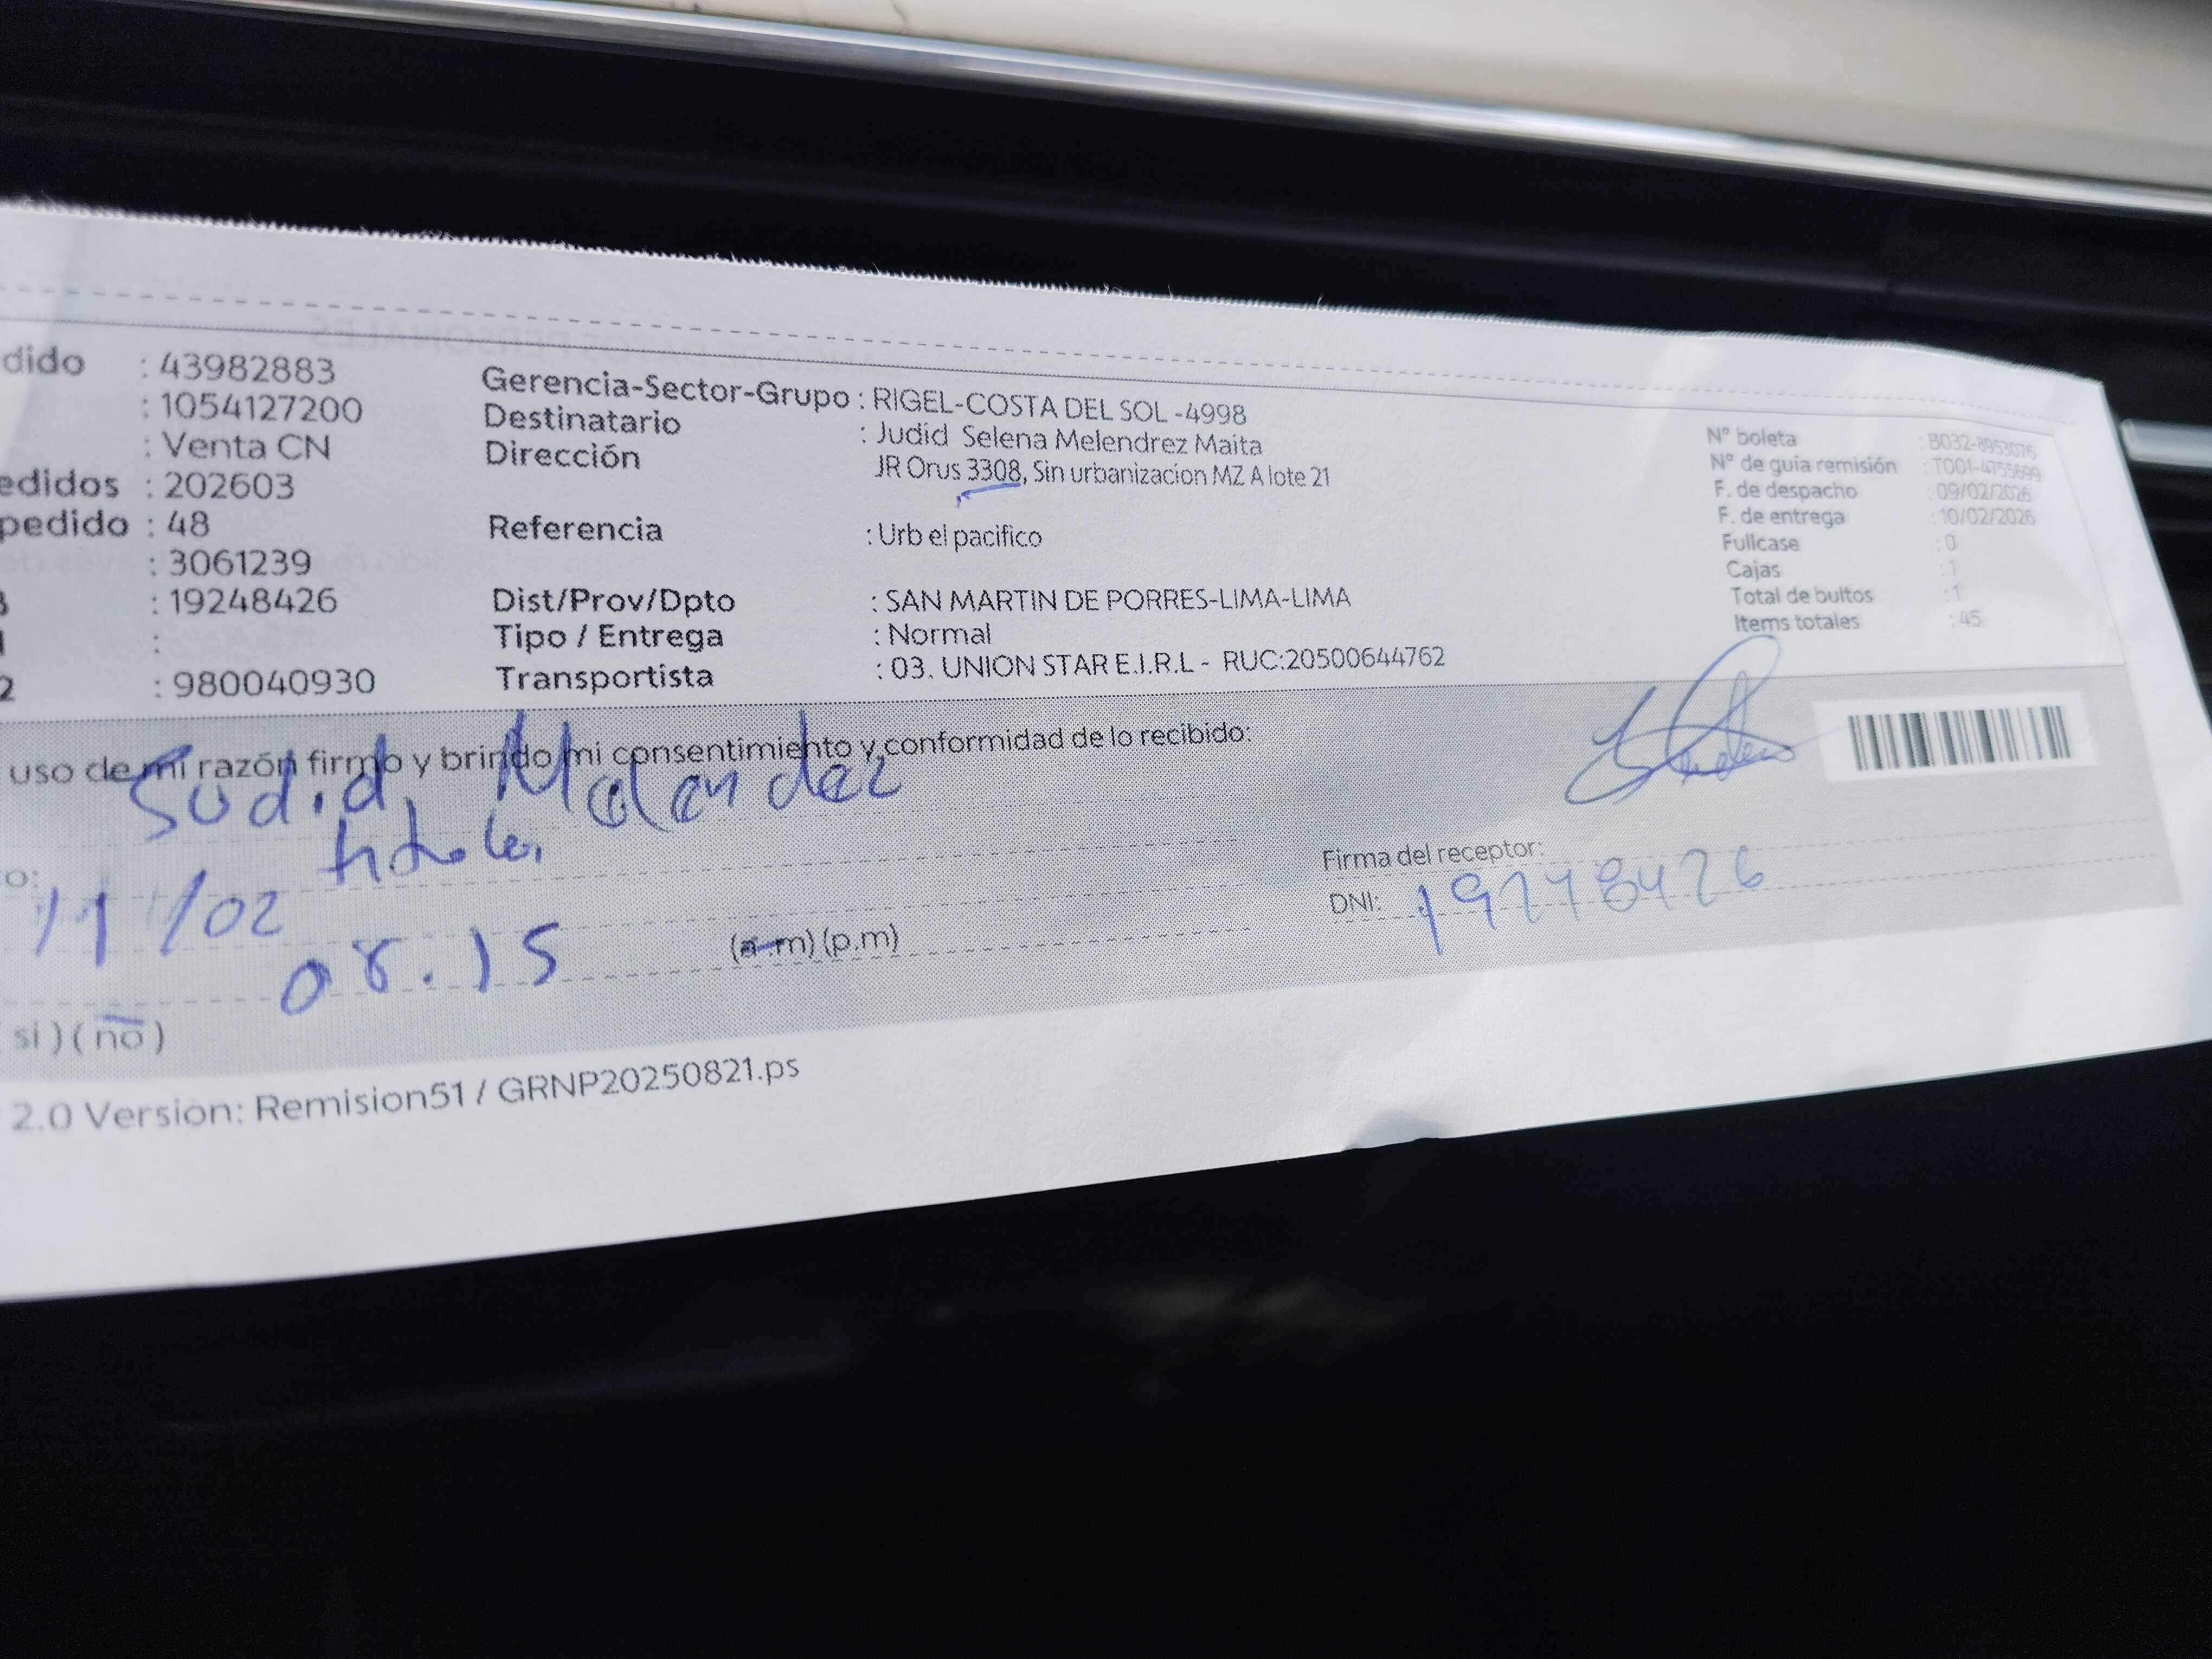 dido : 43982883
: 1054127200
: Venta CN
edidos : 202603
pedido : 48
: 3061239
: 19248426
:
2 : 980040930
Gerencia-Sector-Grupo : RIGEL-COSTA DEL SOL -4998
Destinatario : Judid Selena Melendrez Maita
Dirección JR Orus 3308, Sin urbanizacion MZ A lote 21
Referencia : Urb el pacifico
Dist/Prov/Dpto : SAN MARTIN DE PORRES-LIMA-LIMA
Tipo / Entrega : Normal
Transportista : 03. UNION STAR E.I.R.L - RUC:20500644762
N° boleta : B032-8953076
N° de guía remisión : T001-4755699
F. de despacho : 09/02/2026
F. de entrega : 10/02/2026
Fullcase : 0
Cajas : 1
Total de bultos : 1
Items totales : 45
uso de mi razón firmo y brindo mi consentimiento y conformidad de lo recibido:
Judid Melendez
o:
11/02
08.15 (a.m) (p.m)
Firma del receptor:
DNI: 19248426
si ) ( no )
2.0 Version: Remision51 / GRNP20250821.ps